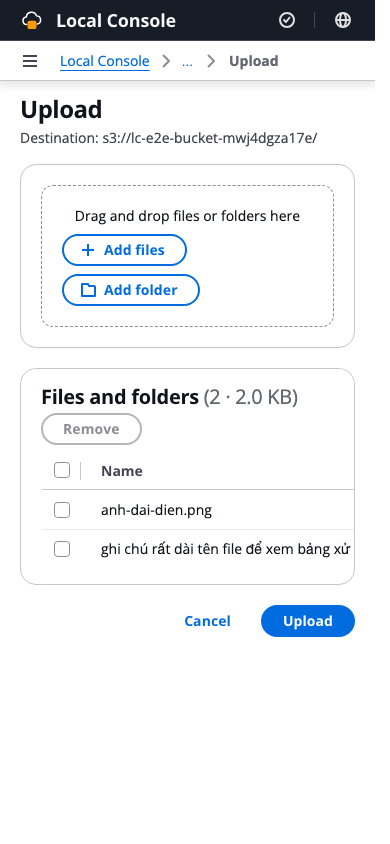 Local Console
Local Console ... Upload
Upload
Destination: s3://lc-e2e-bucket-mwj4dgza17e/
Drag and drop files or folders here
Add files
Add folder
Files and folders (2 · 2.0 KB)
Remove
Name
anh-dai-dien.png
ghi chú rất dài tên file để xem bảng xử
Cancel Upload